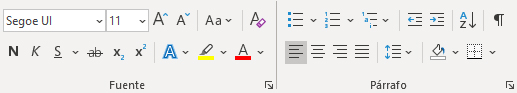 Segoe UI 11 A A Aa A
N K S ab x₂ x² A A
Fuente Párrafo